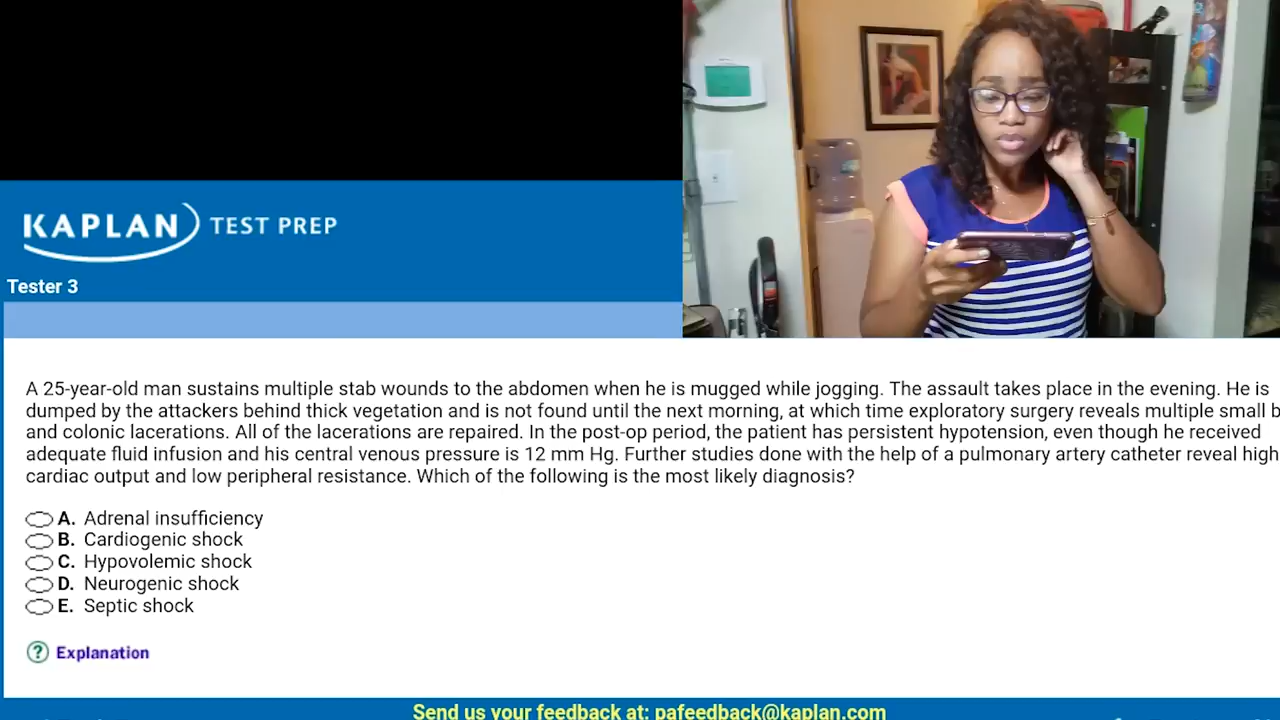 KAPLAN TEST PREP
Tester 3
A 25-year-old man sustains multiple stab wounds to the abdomen when he is mugged while jogging. The assault takes place in the evening. He is
dumped by the attackers behind thick vegetation and is not found until the next morning, at which time exploratory surgery reveals multiple small
and colonic lacerations. All of the lacerations are repaired. In the post-op period, the patient has persistent hypotension, even though he received
adequate fluid infusion and his central venous pressure is 12 mm Hg. Further studies done with the help of a pulmonary artery catheter reveal high
cardiac output and low peripheral resistance. Which of the following is the most likely diagnosis?
A. Adrenal insufficiency
B. Cardiogenic shock
C. Hypovolemic shock
D. Neurogenic shock
E. Septic shock
? Explanation
Send us your feedback at: pafeedback@kaplan.com